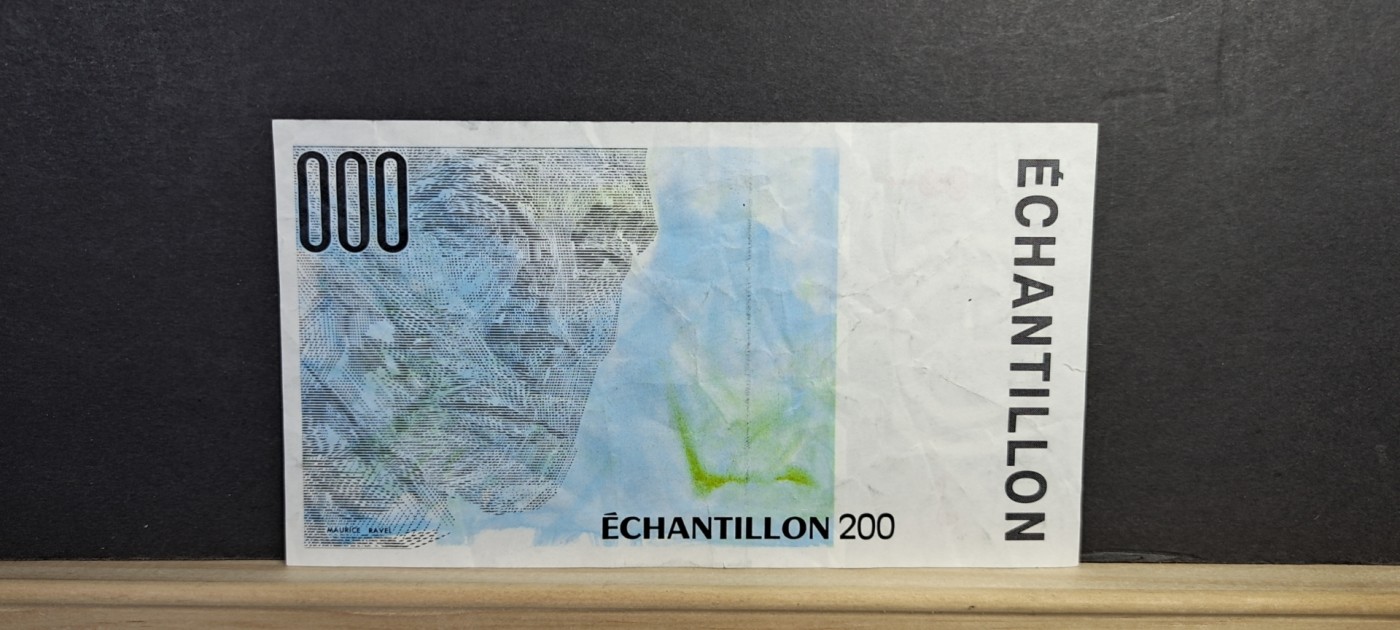 000
MAURICE RAVEL
ÉCHANTILLON 200
ÉCHANTILLON